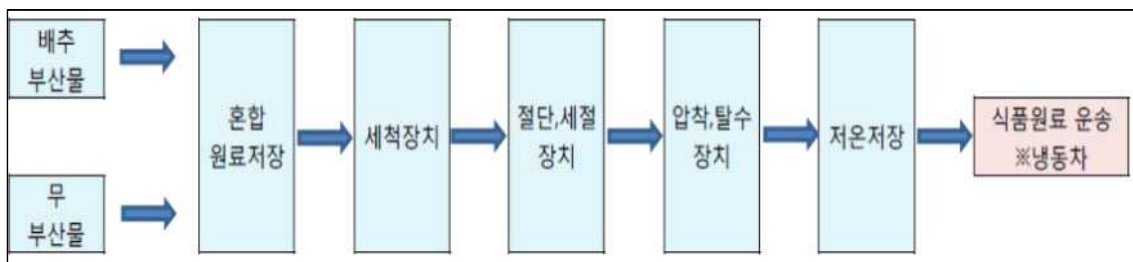 배추
부산물
무
부산물
혼합
원료저장
세척장치
절단,세절
장치
압착,탈수
장치
저온저장
식품원료 운송
※냉동차